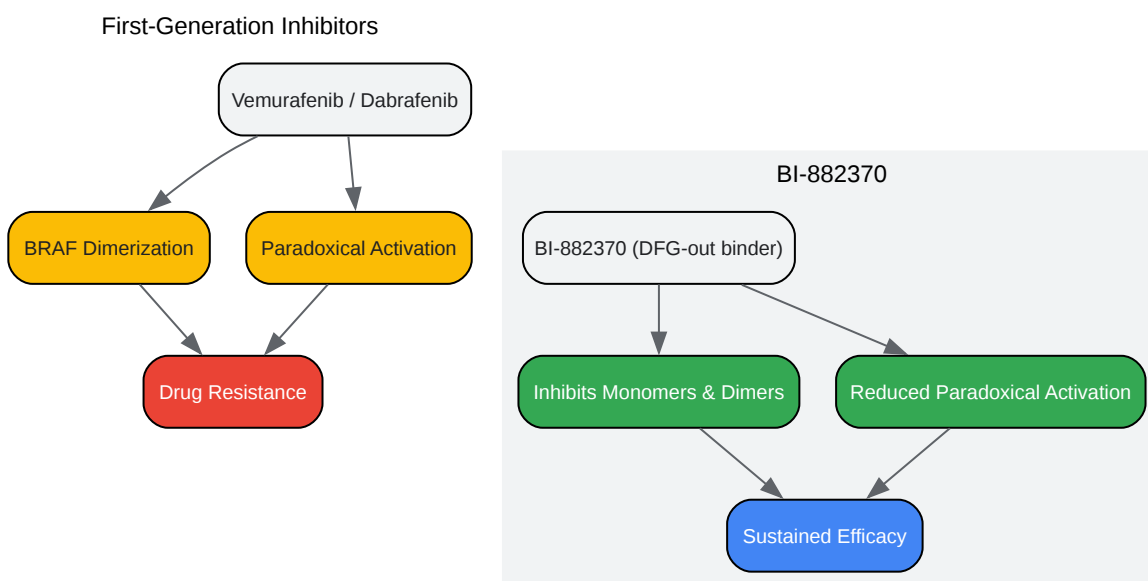 First-Generation Inhibitors
Vemurafenib / Dabrafenib
BRAF Dimerization
Paradoxical Activation
Drug Resistance
BI-882370
BI-882370 (DFG-out binder)
Inhibits Monomers & Dimers
Reduced Paradoxical Activation
Sustained Efficacy